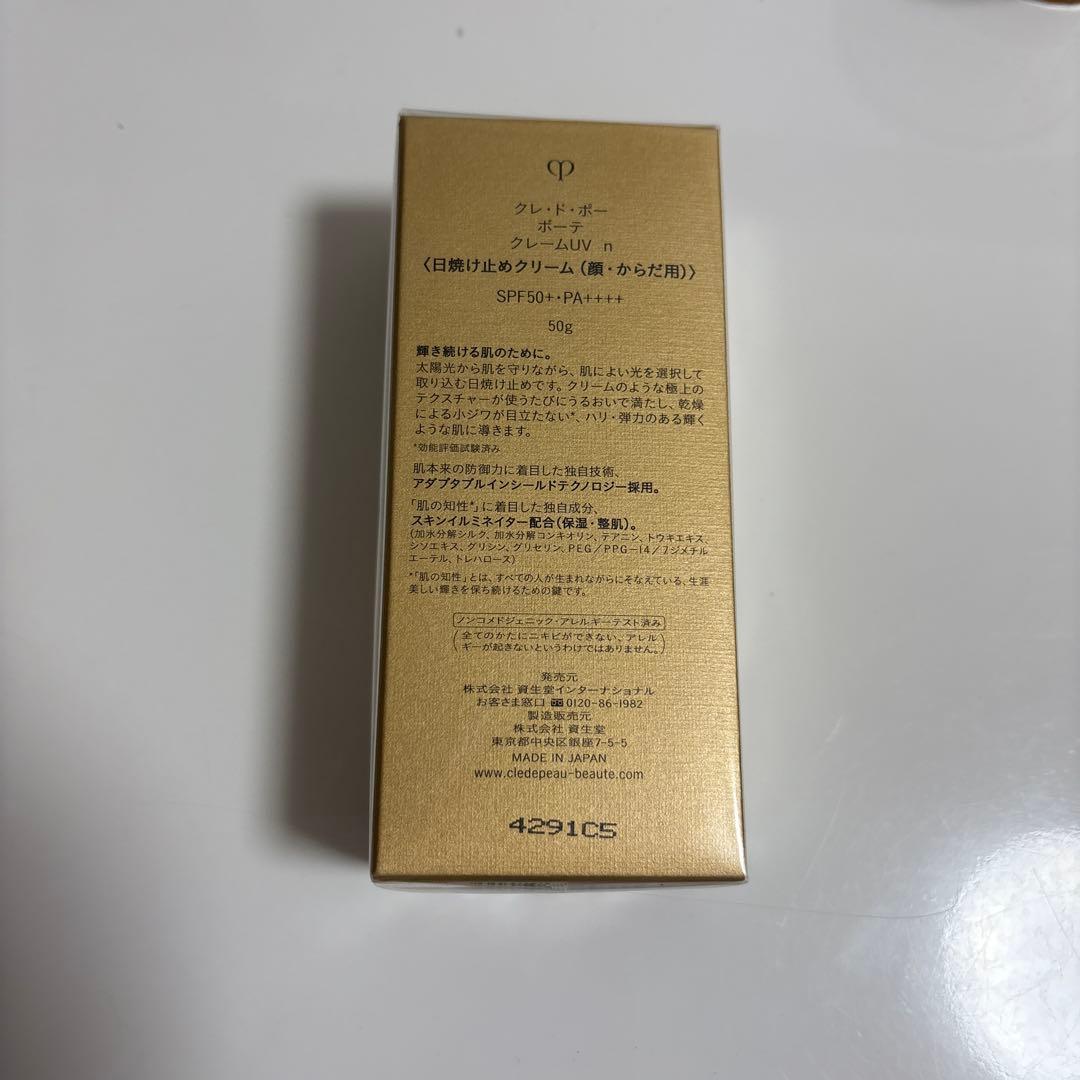 クレ・ド・ポー
ボーテ
クレームUV n
〈日焼け止めクリーム（顔・からだ用）〉
SPF50+・PA++++
50g
輝き続ける肌のために。
太陽光から肌を守りながら、肌によい光を選択して
取り込む日焼け止めです。クリームのような極上の
テクスチャーが使うたびにうるおいで満たし、乾燥
による小ジワが目立たない*、ハリ・弾力のある輝く
ような肌に導きます。
*効能評価試験済み
肌本来の防御力に着目した独自技術、
アダプタブルインシールドテクノロジー採用。
「肌の知性*」に着目した独自成分、
スキンイルミネイター配合（保湿・整肌）。
（加水分解シルク、加水分解コンキオリン、テアニン、トウキエキス、
シソエキス、グリシン、グリセリン、PEG／PPG-14／7ジメチル
エーテル、トレハロース）
*「肌の知性」とは、すべての人が生まれながらにそなえている、生涯
美しい輝きを保ち続けるための鍵です。
ノンコメドジェニック・アレルギーテスト済み
（全てのかたにニキビができない、アレル
ギーが起きないというわけではありません。）
発売元
株式会社 資生堂インターナショナル
お客さま窓口 0120-86-1982
製造販売元
株式会社 資生堂
東京都中央区銀座7-5-5
MADE IN JAPAN
www.cledepeau-beaute.com
4291C5